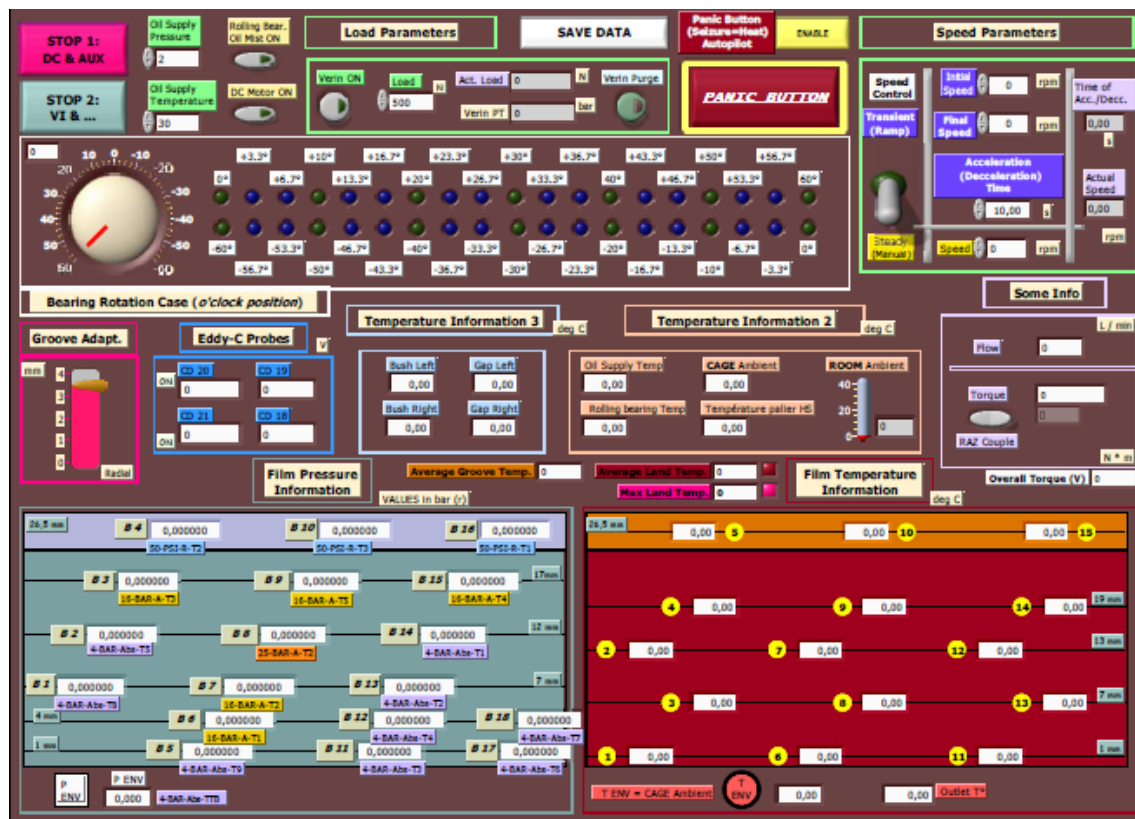 STOP 1:
DC & AUX
Oil Supply
Pressure
2
Rolling Bear.
Oil Mist ON
Load Parameters
SAVE DATA
Panic Button
(Seizure=Heat)
Autopilot
ENABLE
Speed Parameters
STOP 2:
VI & ...
Oil Supply
Temperature
30
DC Motor ON
Verin ON
Load
N
500
Act. Load
0
N
Verin PT
0
bar
Verin Purge
PANIC BUTTON
Speed
Control
Transient
(Ramp)
Initial
Speed
0
rpm
Final
Speed
0
rpm
Time of
Acc./Decc.
0,00
s
Acceleration
(Decceleration)
Time
10,00
s
Actual
Speed
0,00
rpm
Steady
(Manual)
Speed
0
rpm
0
60 50 40 30 20 10 0 -10 -20 -30 -40 -50 -60
+3.3° +10° +16.7° +23.3° +30° +36.7° +43.3° +50° +56.7°
0° +6.7° +13.3° +20° +26.7° +33.3° 40° +46.7° +53.3° 60°
-60° -53.3° -46.7° -40° -33.3° -26.7° -20° -13.3° -6.7° 0°
-56.7° -50° -43.3° -36.7° -30° -23.3° -16.7° -10° -3.3°
Bearing Rotation Case (o'clock position)
Groove Adapt.
mm
4
3
2
1
0
Radial
Eddy-C Probes
V
ON
CD 20
0
CD 19
0
CD 21
0
CD 18
0
ON
Temperature Information 3
deg C
Bush Left
0,00
Gap Left
0,00
Bush Right
0,00
Gap Right
0,00
Temperature Information 2
deg C
Oil Supply Temp
0,00
CAGE Ambient
0,00
Rolling bearing Temp
0,00
Température palier HS
0,00
ROOM Ambient
40
20
0
0
Some Info
L / min
Flow
0
Torque
0
0
RAZ Couple
N * m
Overall Torque (V) 0
Film Pressure
Information
VALUES in bar (r)
Average Groove Temp. 0
Average Land Temp. 0
Max Land Temp. 0
Film Temperature
Information
deg C
26,5 mm
B 4 0,000000
50-PSI-R-T2
B 10 0,000000
50-PSI-R-T3
B 16 0,000000
50-PSI-R-T1
17mm
B 3 0,000000
16-BAR-A-T3
B 9 0,000000
16-BAR-A-T5
B 15 0,000000
16-BAR-A-T4
12 mm
B 2 0,000000
4-BAR-Abs-T5
B 8 0,000000
25-BAR-A-T2
B 14 0,000000
4-BAR-Abs-T1
7 mm
B 1 0,000000
4-BAR-Abs-T8
B 7 0,000000
16-BAR-A-T2
B 13 0,000000
4-BAR-Abs-T2
4 mm
B 6 0,000000
16-BAR-A-T1
B 12 0,000000
4-BAR-Abs-T4
B 18 0,000000
4-BAR-Abs-T7
1 mm
B 5 0,000000
4-BAR-Abs-T9
B 11 0,000000
4-BAR-Abs-T3
B 17 0,000000
4-BAR-Abs-T6
P
ENV
P ENV
0,000
26,5 mm
0,00 5
0,00 10
0,00 15
4 0,00
9 0,00
14 0,00
19 mm
2 0,00
7 0,00
12 0,00
13 mm
3 0,00
8 0,00
13 0,00
7 mm
1 0,00
6 0,00
11 0,00
1 mm
T ENV = CAGE Ambient
T
ENV
0,00
0,00
Outlet T°